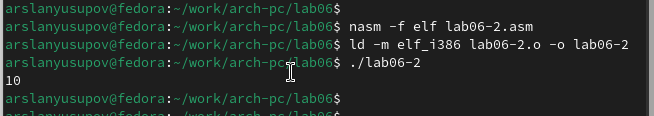 arslanyusupov@fedora:~/work/arch-pc/lab06$
arslanyusupov@fedora:~/work/arch-pc/lab06$ nasm -f elf lab06-2.asm
arslanyusupov@fedora:~/work/arch-pc/lab06$ ld -m elf_i386 lab06-2.o -o lab06-2
arslanyusupov@fedora:~/work/arch-pc/lab06$ ./lab06-2
10
arslanyusupov@fedora:~/work/arch-pc/lab06$